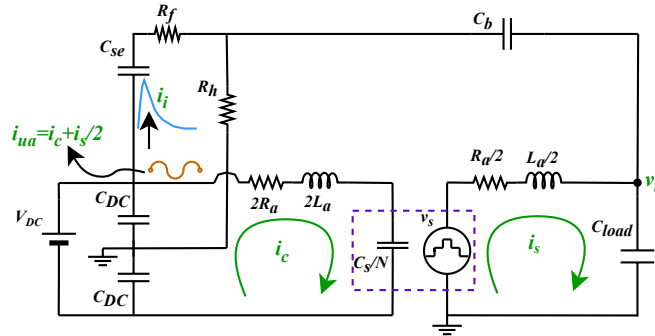 R_f
C_b
C_se
R_h
i_i
i_ua=i_c+i_s/2
R_a/2
L_a/2
C_DC
2R_a
2L_a
v_s
V_DC
C_load
i_c
C_s/N
i_s
C_DC